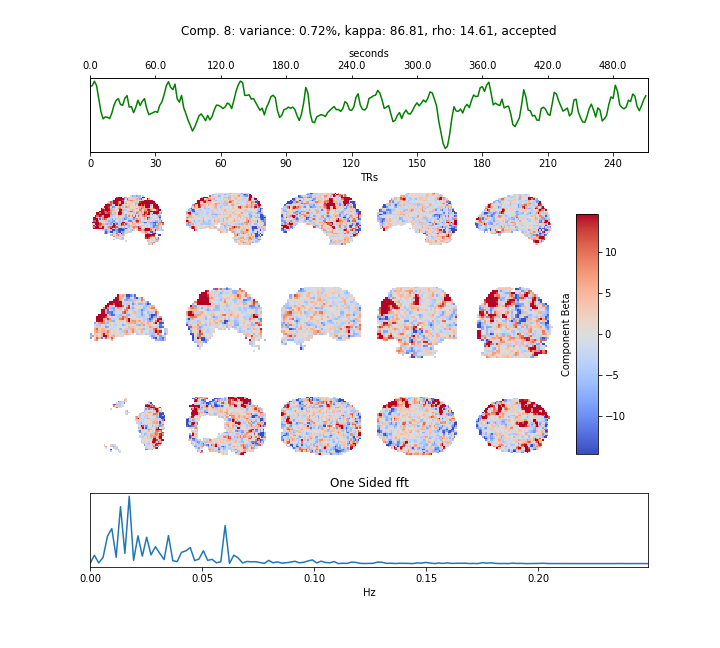 Comp. 8: variance: 0.72%, kappa: 86.81, rho: 14.61, accepted
seconds
0.0 60.0 120.0 180.0 240.0 300.0 360.0 420.0 480.0
0 30 60 90 120 150 180 210 240
TRs
10
5
0
−5
−10
Component Beta
One Sided fft
0.00 0.05 0.10 0.15 0.20
Hz